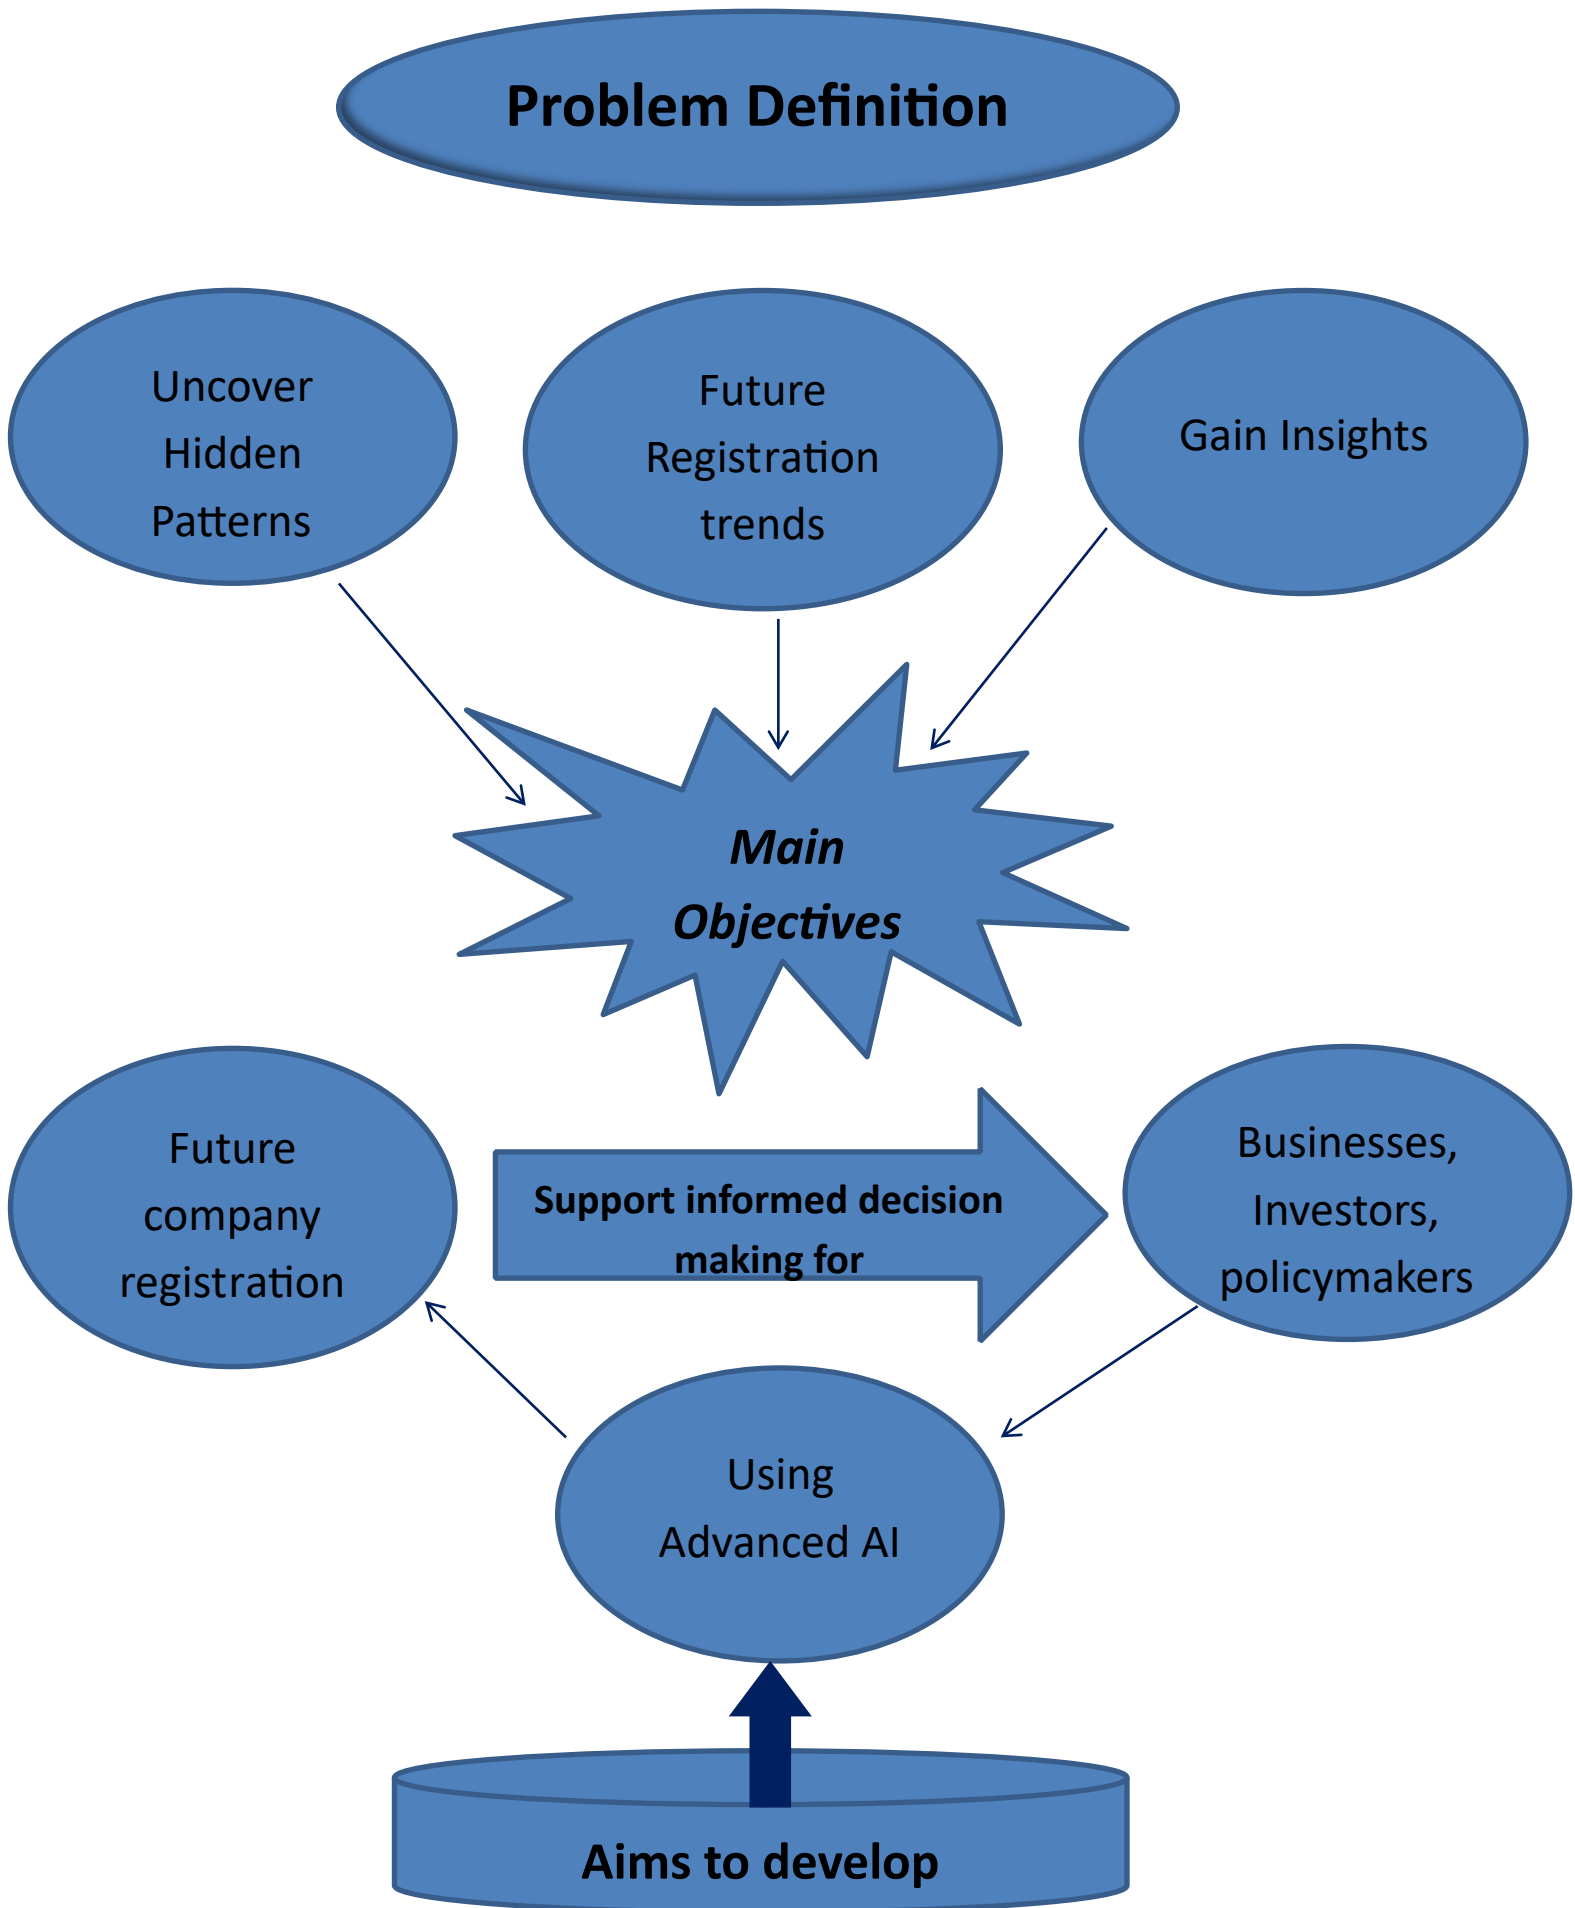 Problem Definition
Uncover
Hidden
Patterns
Future
Registration
trends
Gain Insights
Main
Objectives
Future
company
registration
Support informed decision
making for
Businesses,
Investors,
policymakers
Using
Advanced AI
Aims to develop